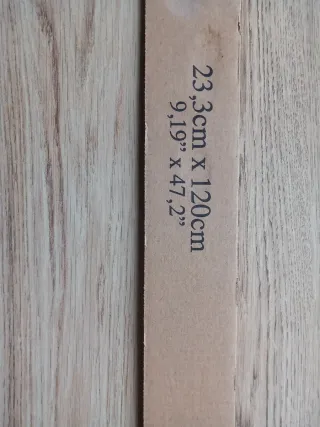 23,3cm x 120cm
9,19” x 47,2”